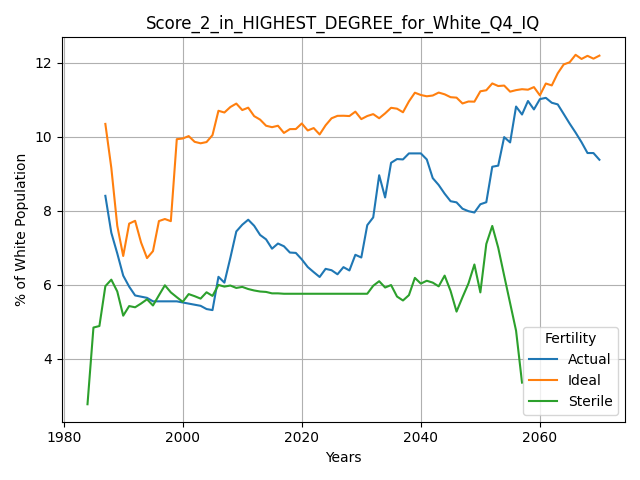 Score_2_in_HIGHEST_DEGREE_for_White_Q4_IQ
% of White Population
12
10
8
6
4
1980
2000
2020
2040
2060
Years
Fertility
Actual
Ideal
Sterile